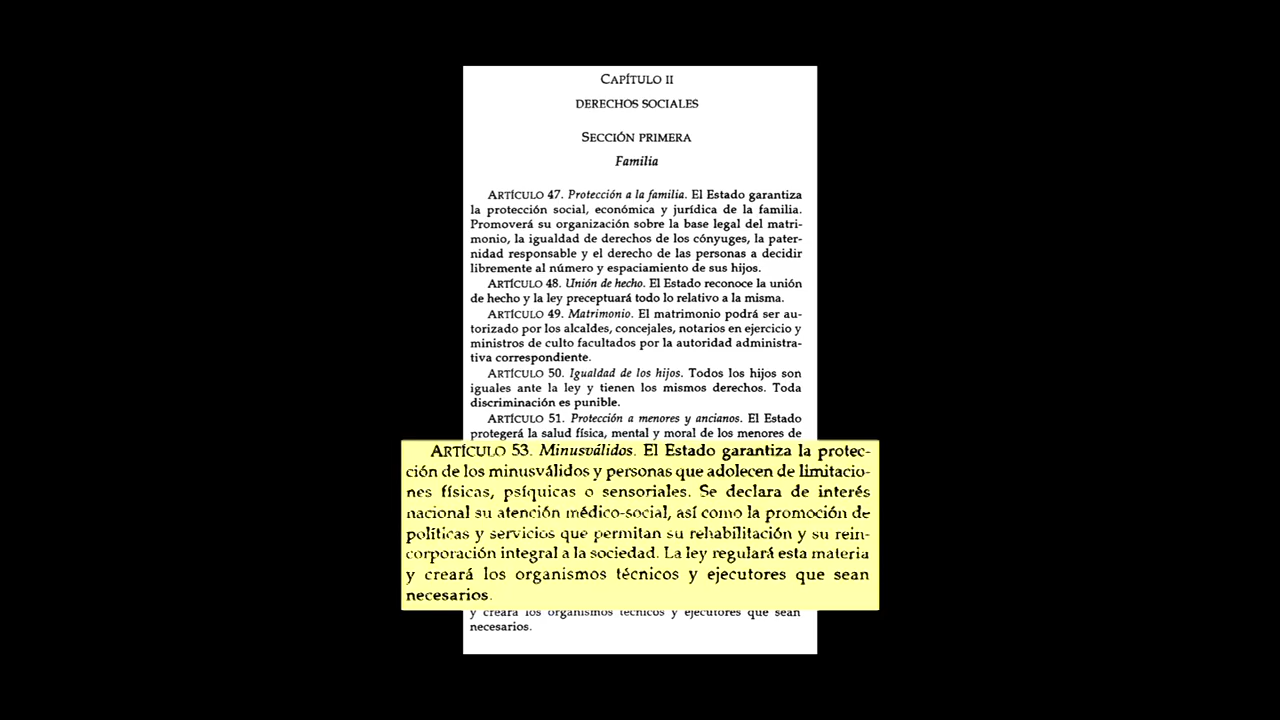 CAPÍTULO II
DERECHOS SOCIALES
SECCIÓN PRIMERA
Familia
ARTÍCULO 47. Protección a la familia. El Estado garantiza
la protección social, económica y jurídica de la familia.
Promoverá su organización sobre la base legal del matri-
monio, la igualdad de derechos de los cónyuges, la pater-
nidad responsable y el derecho de las personas a decidir
libremente al número y espaciamiento de sus hijos.
ARTÍCULO 48. Unión de hecho. El Estado reconoce la unión
de hecho y la ley preceptuará todo lo relativo a la misma.
ARTÍCULO 49. Matrimonio. El matrimonio podrá ser au-
torizado por los alcaldes, concejales, notarios en ejercicio y
ministros de culto facultados por la autoridad administra-
tiva correspondiente.
ARTÍCULO 50. Igualdad de los hijos. Todos los hijos son
iguales ante la ley y tienen los mismos derechos. Toda
discriminación es punible.
ARTÍCULO 51. Protección a menores y ancianos. El Estado
protegerá la salud física, mental y moral de los menores de
ARTÍCULO 53. Minusválidos. El Estado garantiza la protec-
ción de los minusválidos y personas que adolecen de limitacio-
nes físicas, psíquicas o sensoriales. Se declara de interés
nacional su atención médico-social, así como la promoción de
políticas y servicios que permitan su rehabilitación y su rein-
corporación integral a la sociedad. La ley regulará esta materia
y creará los organismos técnicos y ejecutores que sean
necesarios.
y creará los organismos técnicos y ejecutores que sean
necesarios.